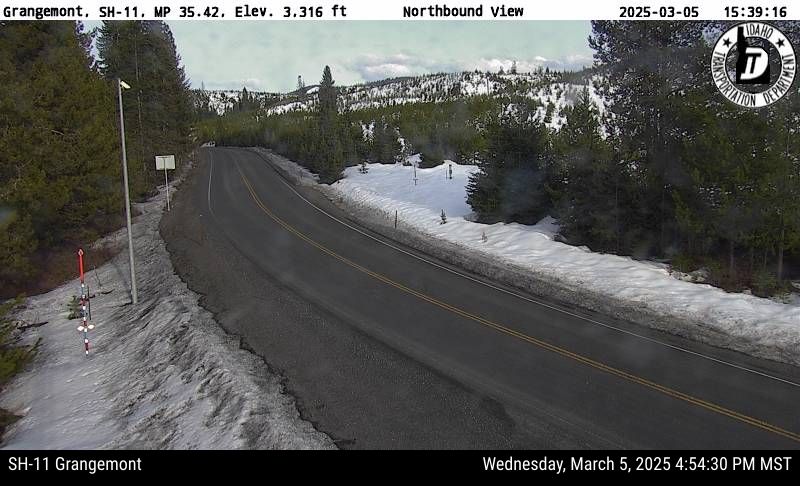 Grangemont, SH-11, MP 35.42, Elev. 3,316 ft Northbound View 2025-03-05 15:39:16
IDAHO
TRANSPORTATION DEPARTMENT
SH-11 Grangemont Wednesday, March 5, 2025 4:54:30 PM MST